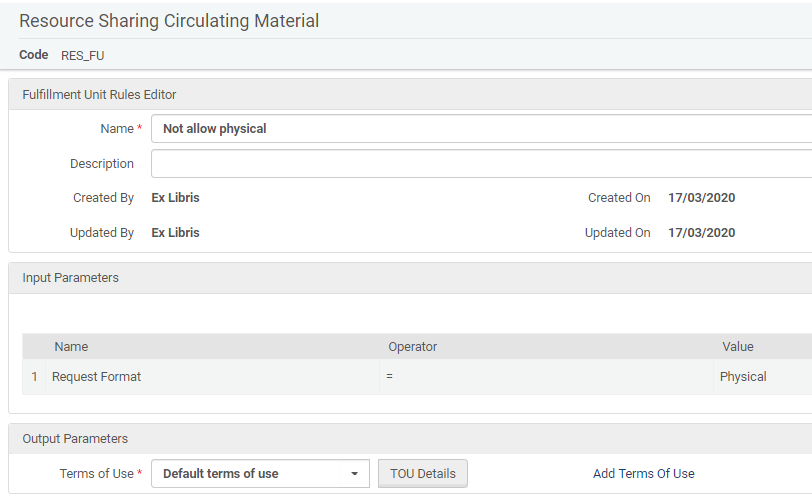 Resource Sharing Circulating Material
Code RES_FU
Fulfillment Unit Rules Editor
Name * Not allow physical
Description
Created By Ex Libris Created On 17/03/2020
Updated By Ex Libris Updated On 17/03/2020
Input Parameters
Name Operator Value
1 Request Format = Physical
Output Parameters
Terms of Use * Default terms of use TOU Details Add Terms Of Use